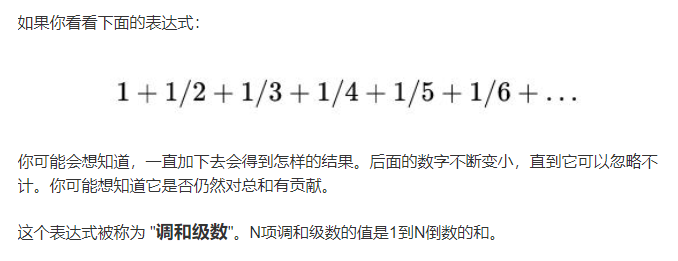 如果你看看下面的表达式：
1 + 1/2 + 1/3 + 1/4 + 1/5 + 1/6 + ...
你可能会想知道，一直加下去会得到怎样的结果。后面的数字不断变小，直到它可以忽略不
计。你可能想知道它是否仍然对总和有贡献。
这个表达式被称为 "调和级数"。N项调和级数的值是1到N倒数的和。